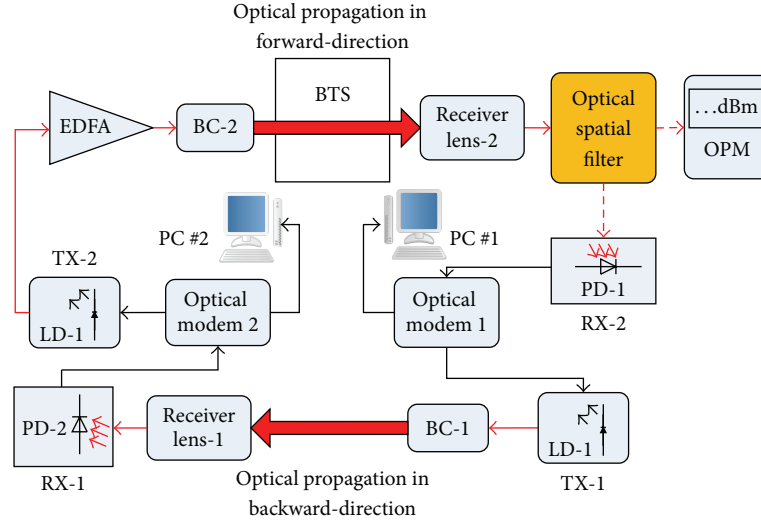 Optical propagation in
forward-direction
BTS
EDFA
BC-2
Receiver
lens-2
Optical
spatial
filter
...dBm
OPM
PC #2
PC #1
TX-2
LD-1
Optical
modem 2
Optical
modem 1
PD-1
RX-2
PD-2
RX-1
Receiver
lens-1
BC-1
LD-1
TX-1
Optical propagation in
backward-direction